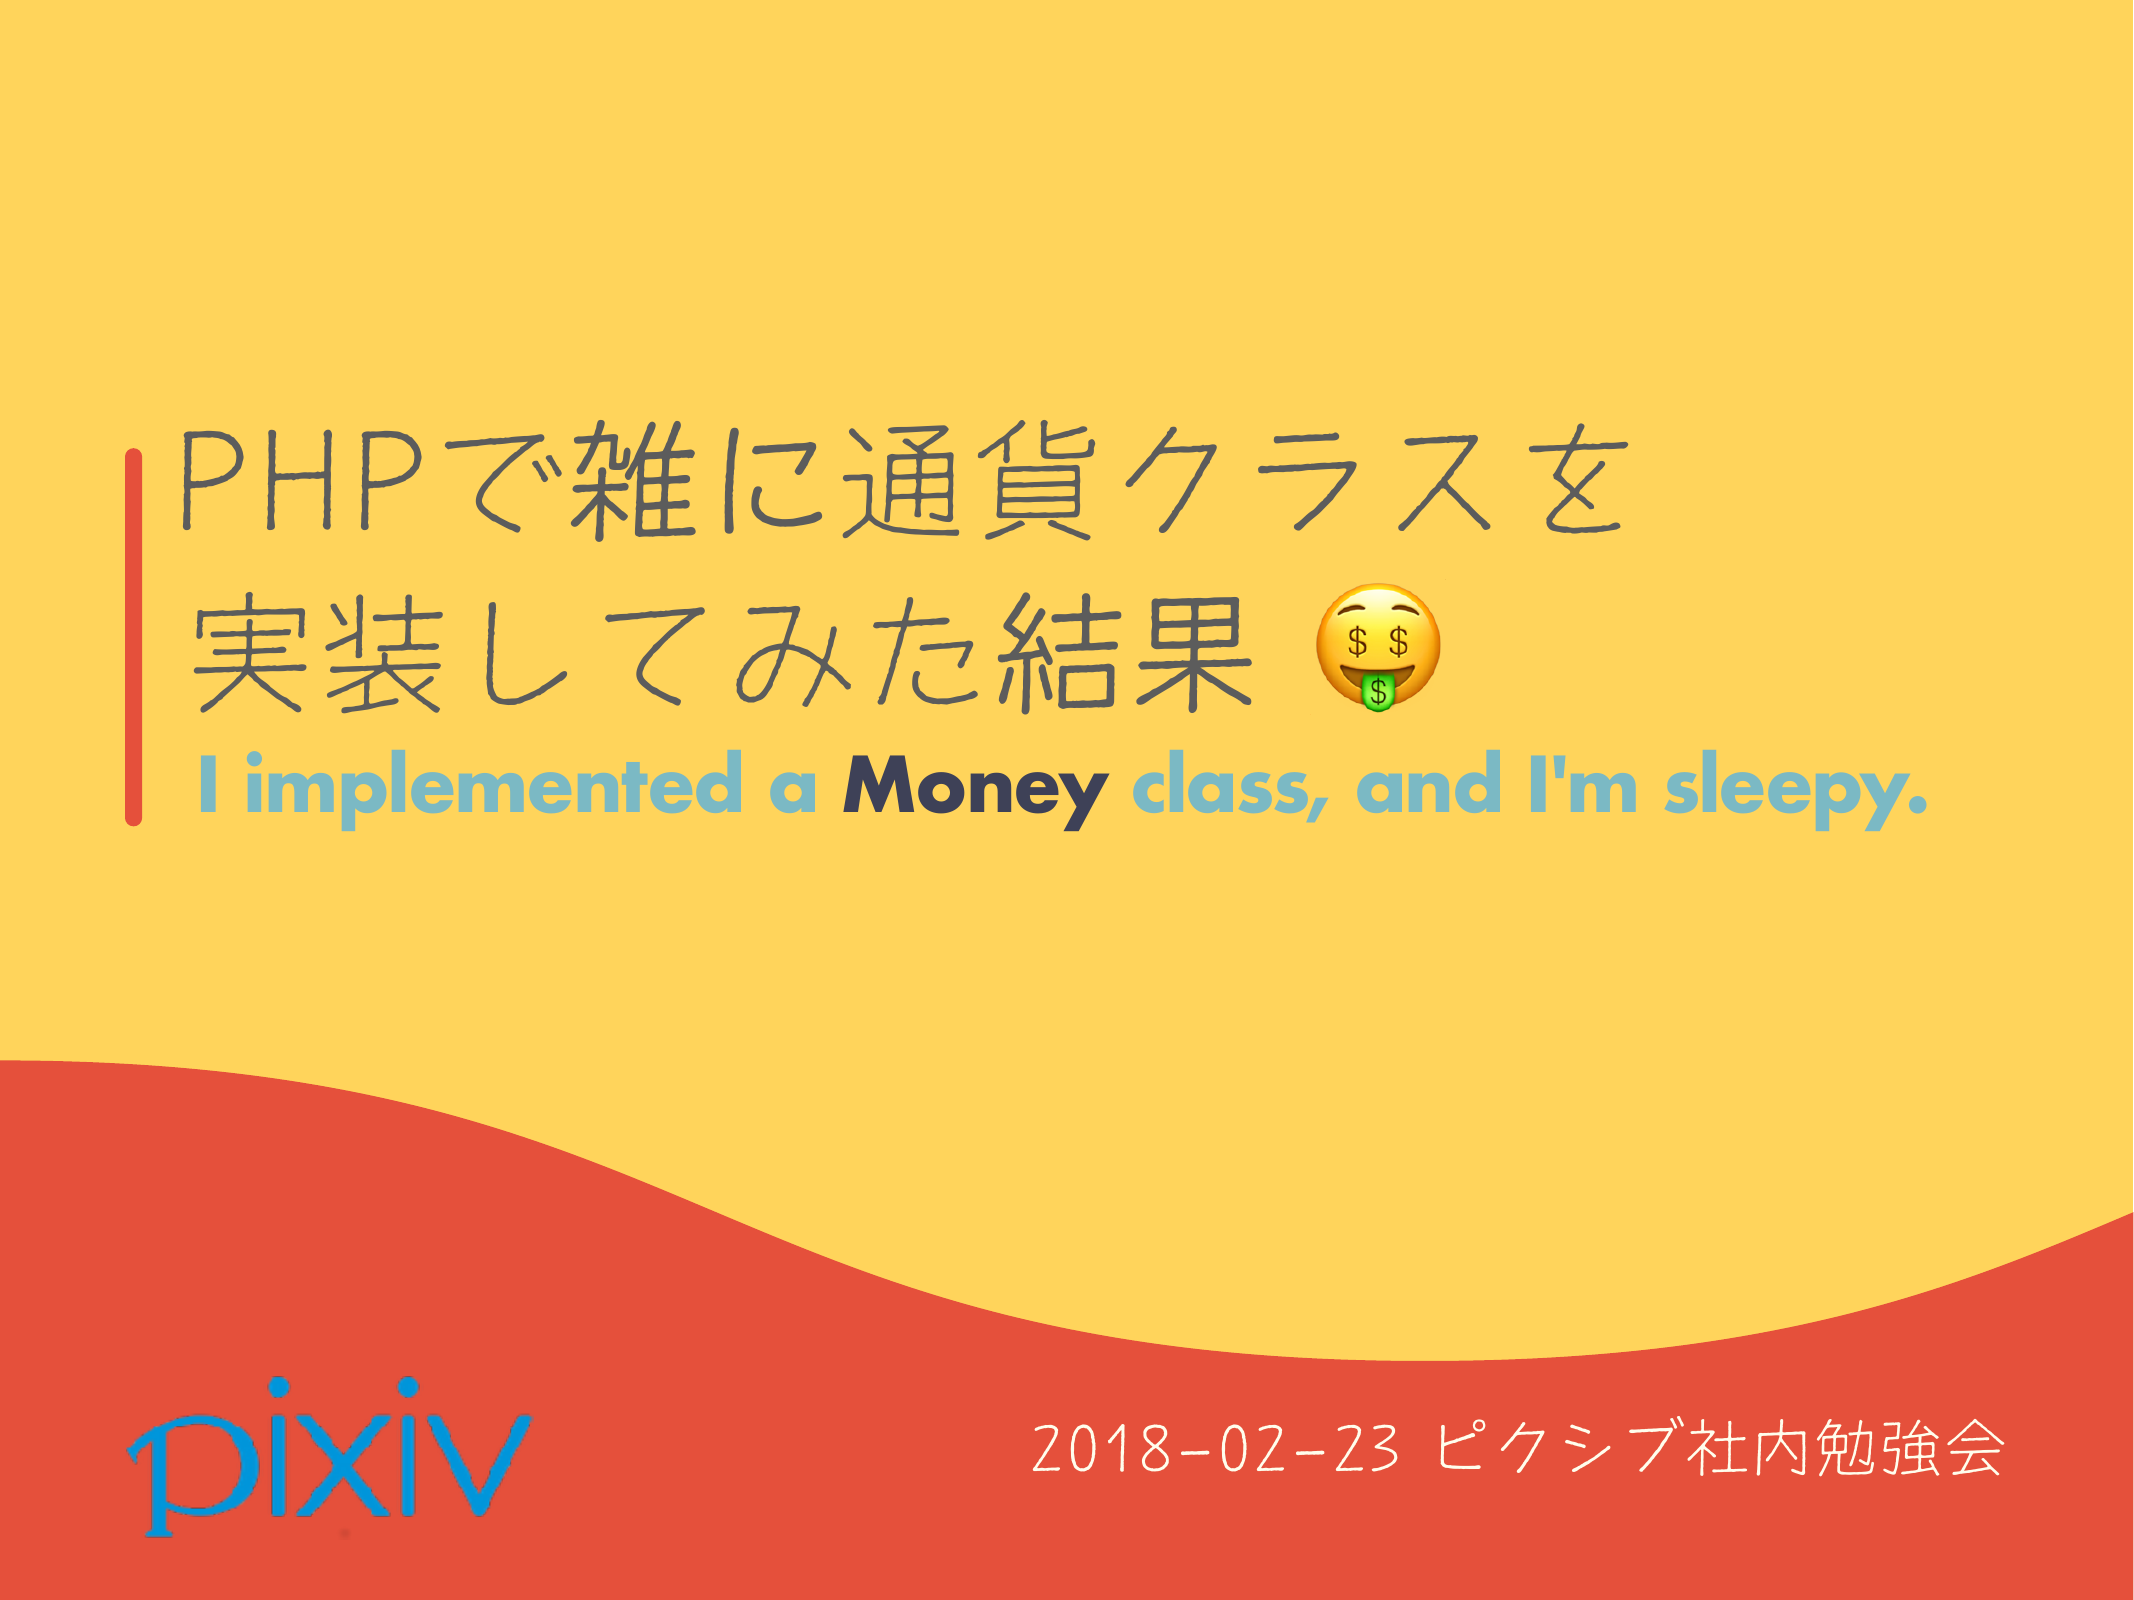 PHPで雑に通貨クラスを
実装してみた結果 🤑
I implemented a Money class, and I'm sleepy.
pixiv
2018-02-23 ピクシブ社内勉強会